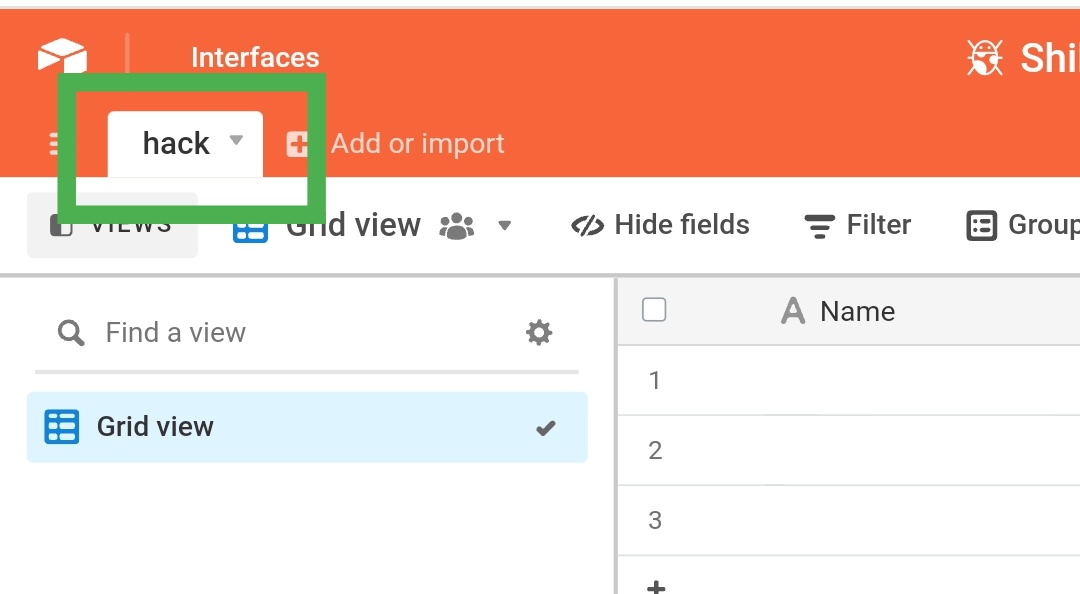 Interfaces
Shi
hack
Add or import
VIEWS
Grid view
Hide fields
Filter
Group
Find a view
Name
Grid view
1
2
3